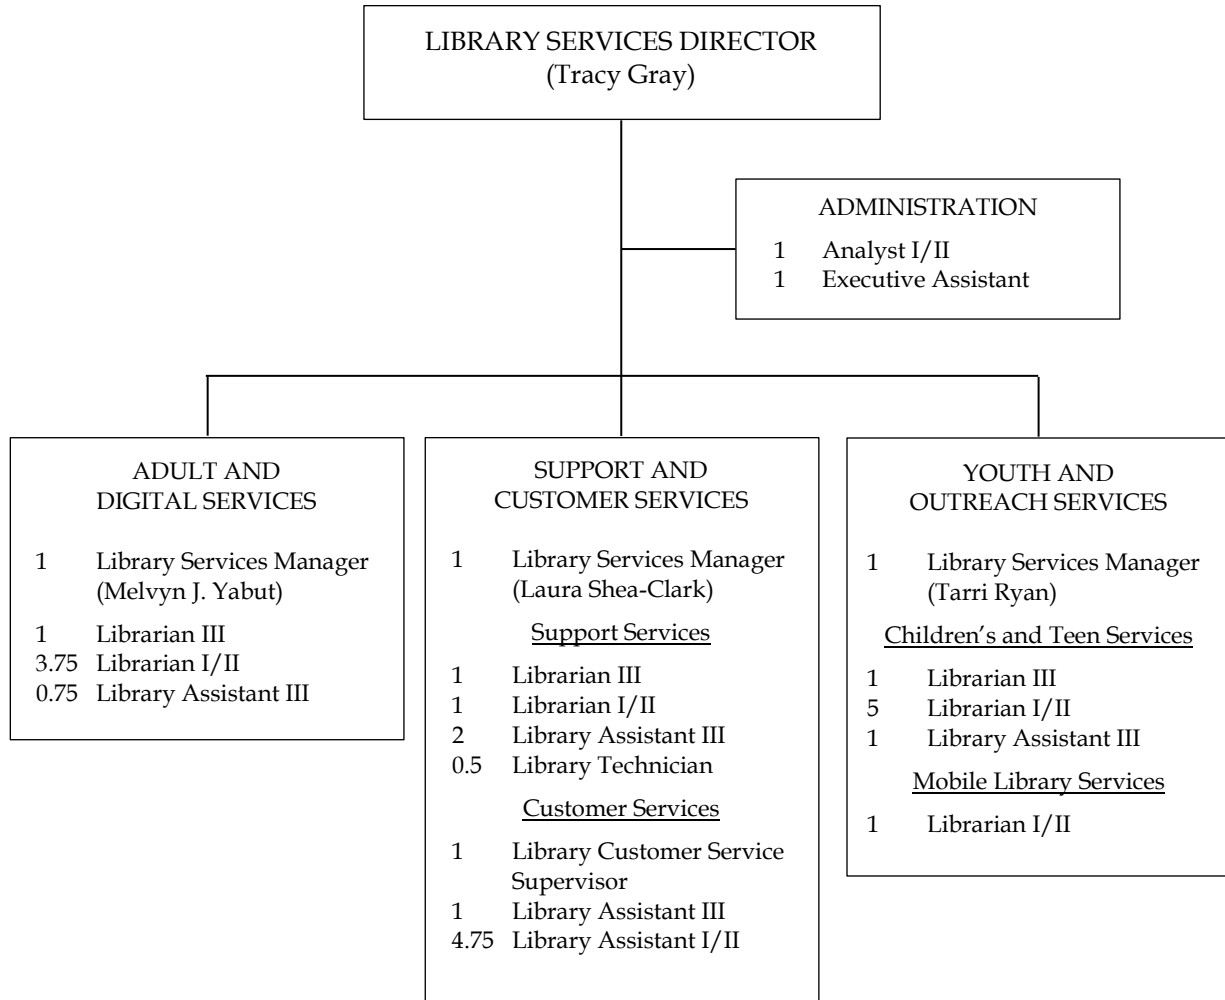 LIBRARY SERVICES DIRECTOR
(Tracy Gray)
ADMINISTRATION
1 Analyst I/II
1 Executive Assistant
ADULT AND
DIGITAL SERVICES
1 Library Services Manager
(Melvyn J. Yabut)
1 Librarian III
3.75 Librarian I/II
0.75 Library Assistant III
SUPPORT AND
CUSTOMER SERVICES
1 Library Services Manager
(Laura Shea-Clark)
Support Services
1 Librarian III
1 Librarian I/II
2 Library Assistant III
0.5 Library Technician
Customer Services
1 Library Customer Service
Supervisor
1 Library Assistant III
4.75 Library Assistant I/II
YOUTH AND
OUTREACH SERVICES
1 Library Services Manager
(Tarri Ryan)
Children’s and Teen Services
1 Librarian III
5 Librarian I/II
1 Library Assistant III
Mobile Library Services
1 Librarian I/II